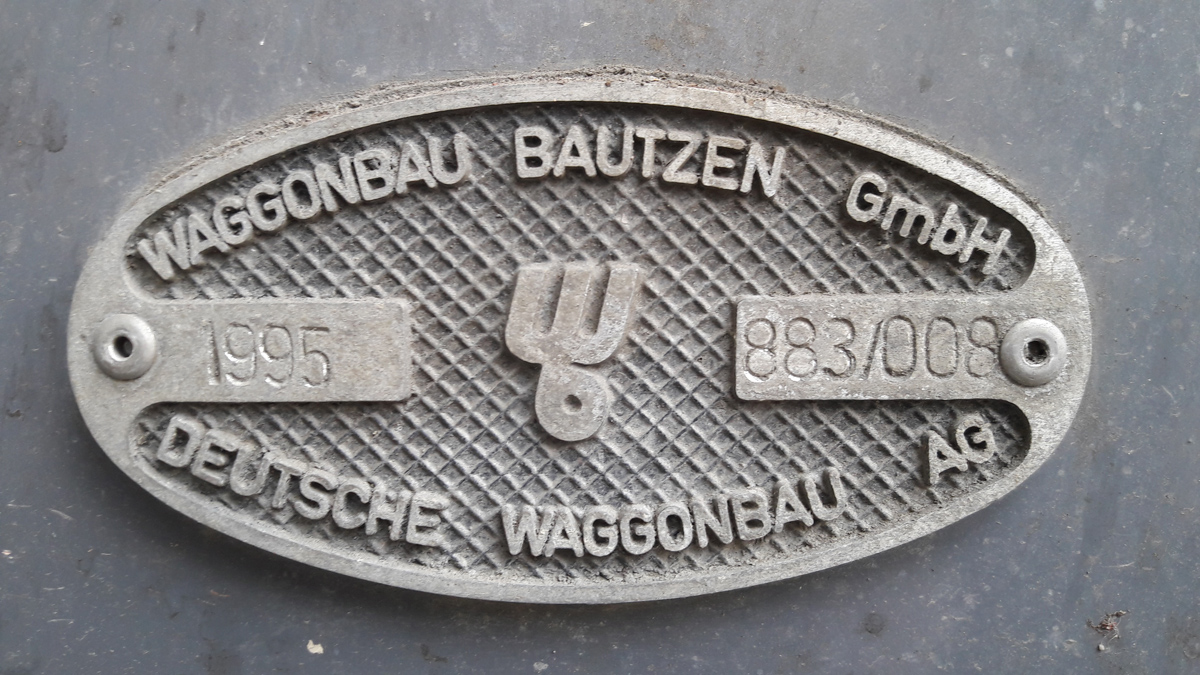 WAGGONBAU BAUTZEN GmbH
1995
883/008
DEUTSCHE WAGGONBAU AG